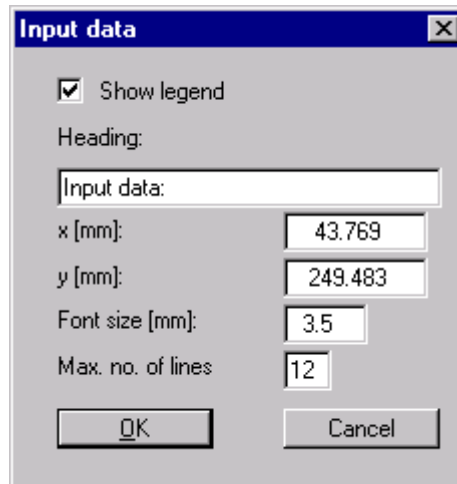 Input data
Show legend
Heading:
Input data:
x [mm]: 43.769
y [mm]: 249.483
Font size [mm]: 3.5
Max. no. of lines 12
OK Cancel